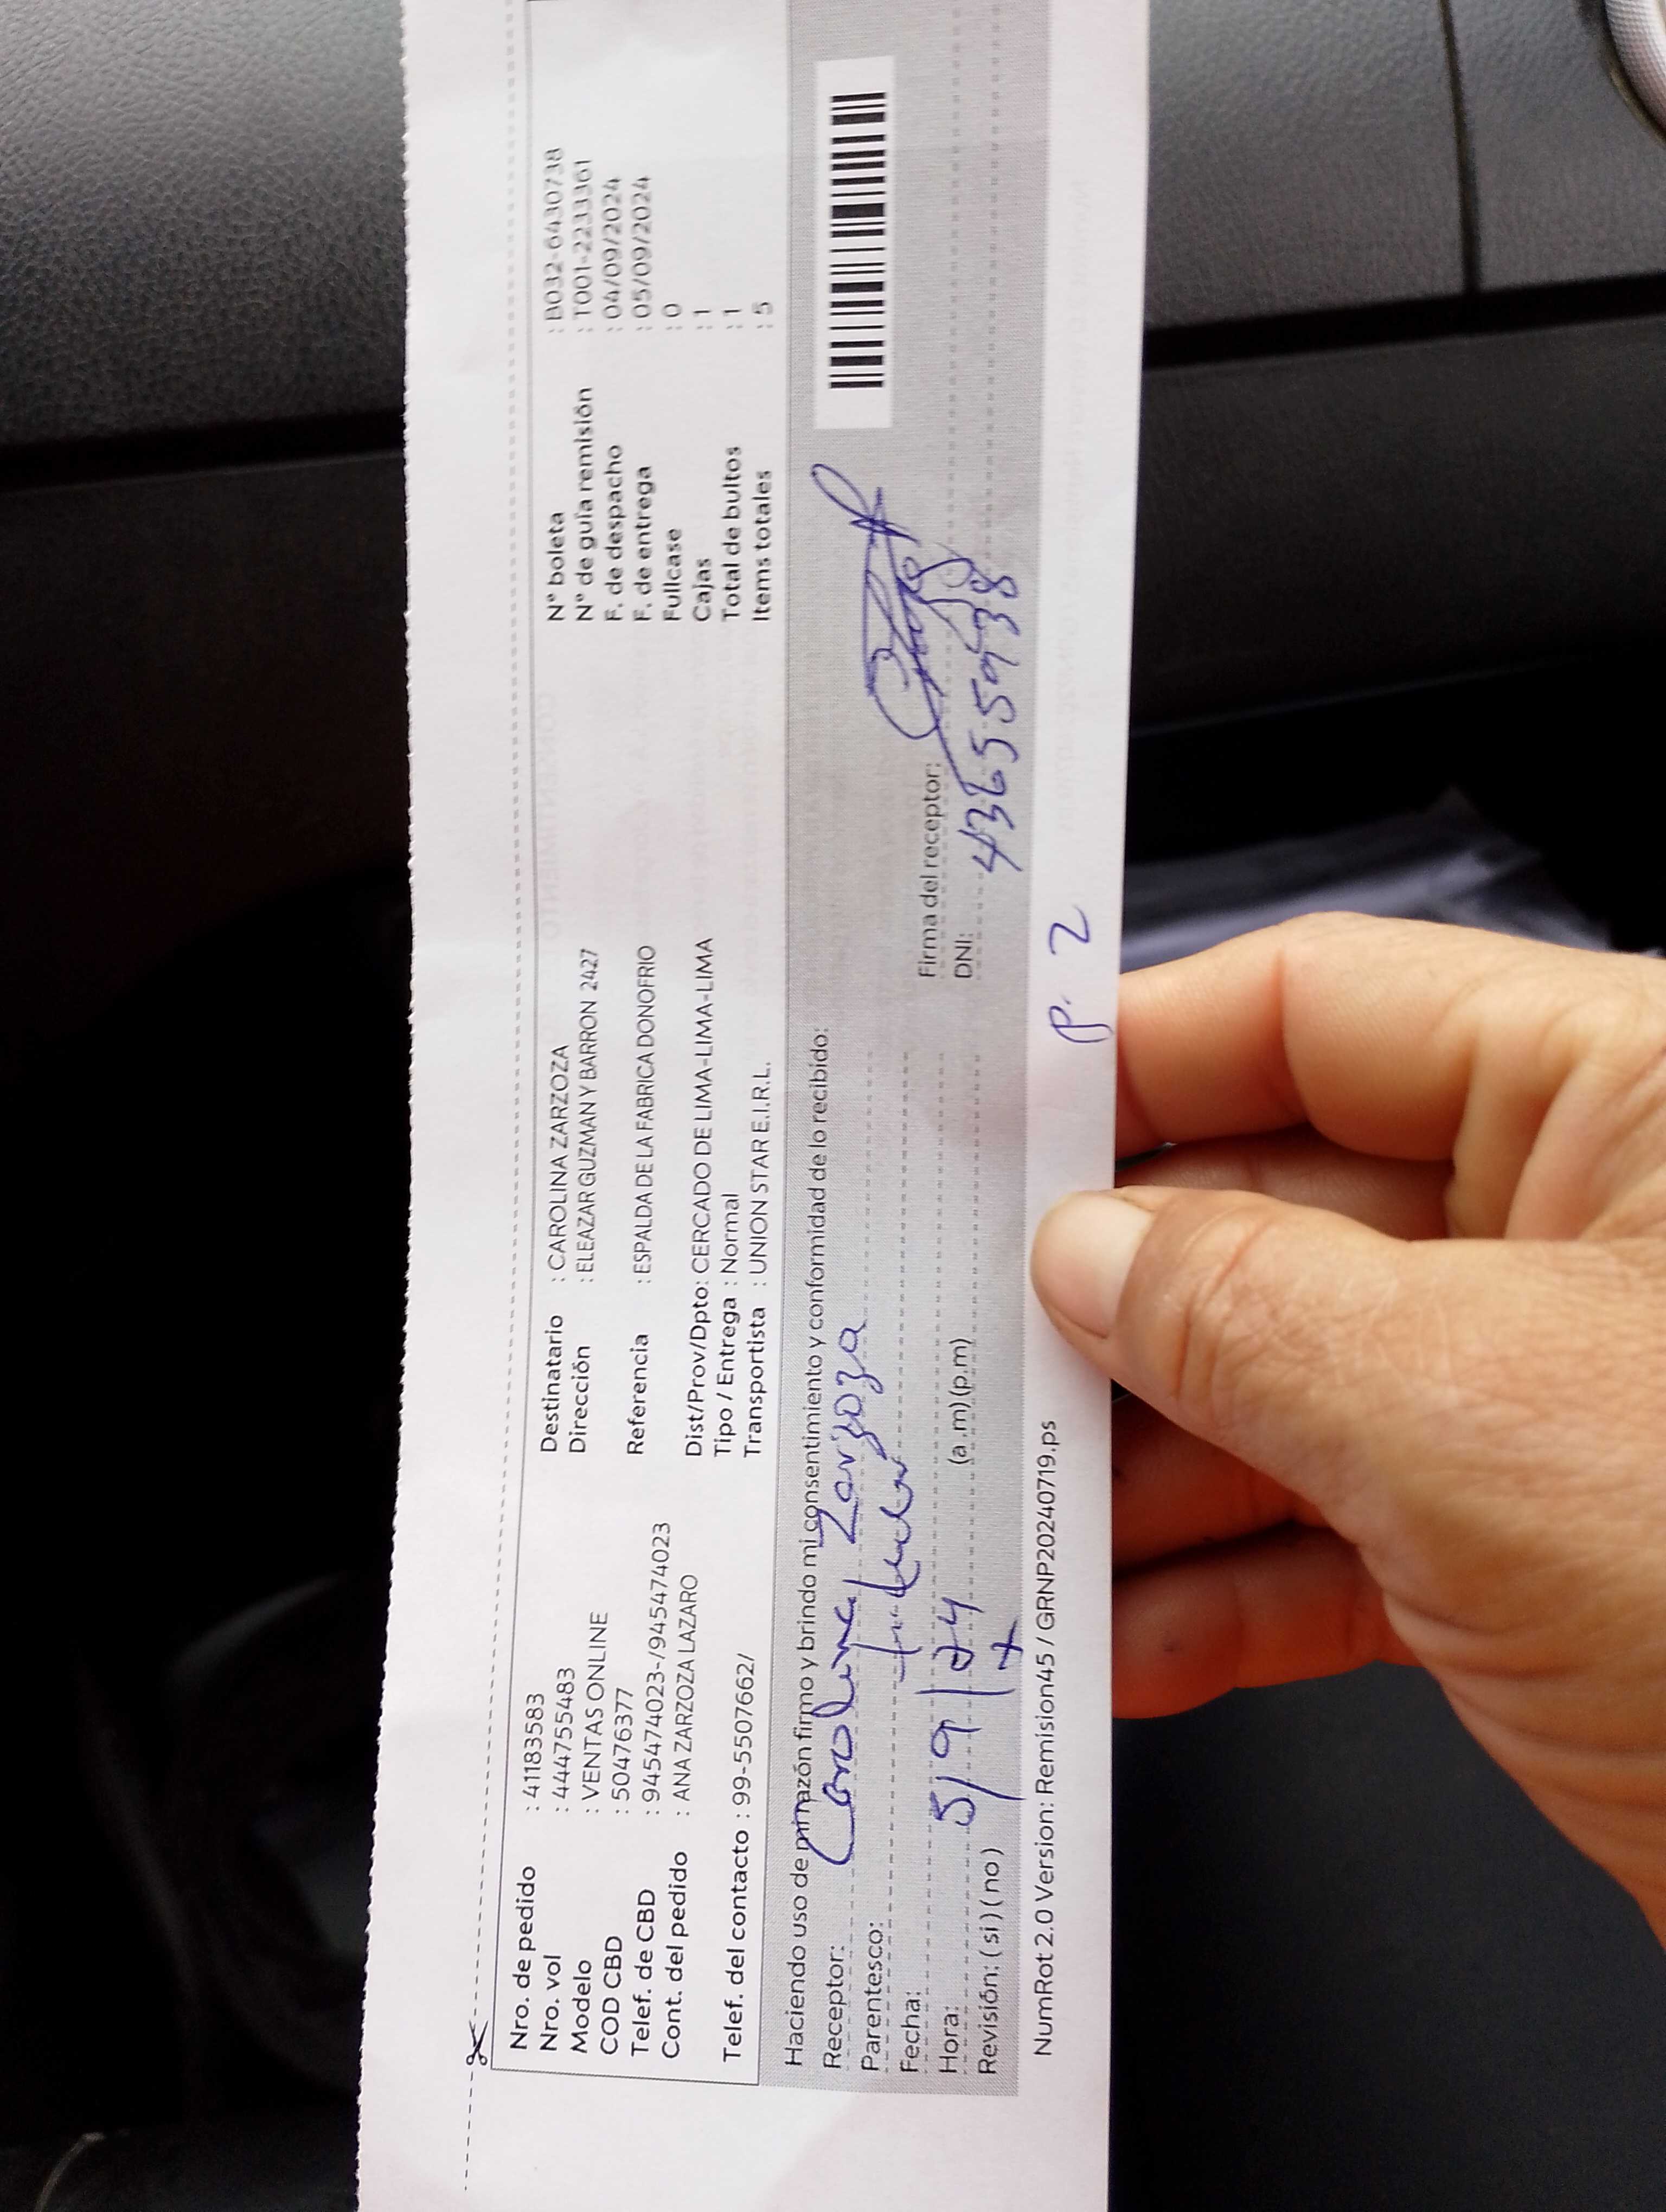 Nro. de pedido : 41183583
Nro. vol : 4444755483
Modelo : VENTAS ONLINE
COD CBD : 50476377
Telef. de CBD : 945474023-/945474023
Cont. del pedido : ANA ZARZOZA LAZARO
Telef. del contacto : 99-5507662/
Destinatario : CAROLINA ZARZOZA
Dirección : ELEAZAR GUZMAN Y BARRON 2427
Referencia : ESPALDA DE LA FABRICA DONOFRIO
Dist/Prov/Dpto: CERCADO DE LIMA-LIMA-LIMA
Tipo / Entrega : Normal
Transportista : UNION STAR E.I.R.L.
N° boleta : B032-6430738
N° de guía remisión : T001-2233361
F. de despacho : 04/09/2024
F. de entrega : 05/09/2024
Fullcase : 0
Cajas : 1
Total de bultos : 1
Items totales : 5
Haciendo uso de mi razón firmo y brindo mi consentimiento y conformidad de lo recibido:
Receptor: Carolina Zarzoza
Parentesco: titular
Fecha: 5/9/24
Hora: (a.m)(p.m)
Revisión: (si)(no)
Firma del receptor:
DNI: 43655938
NumRot 2.0 Version: Remision45 / GRNP20240719.ps
P. 2